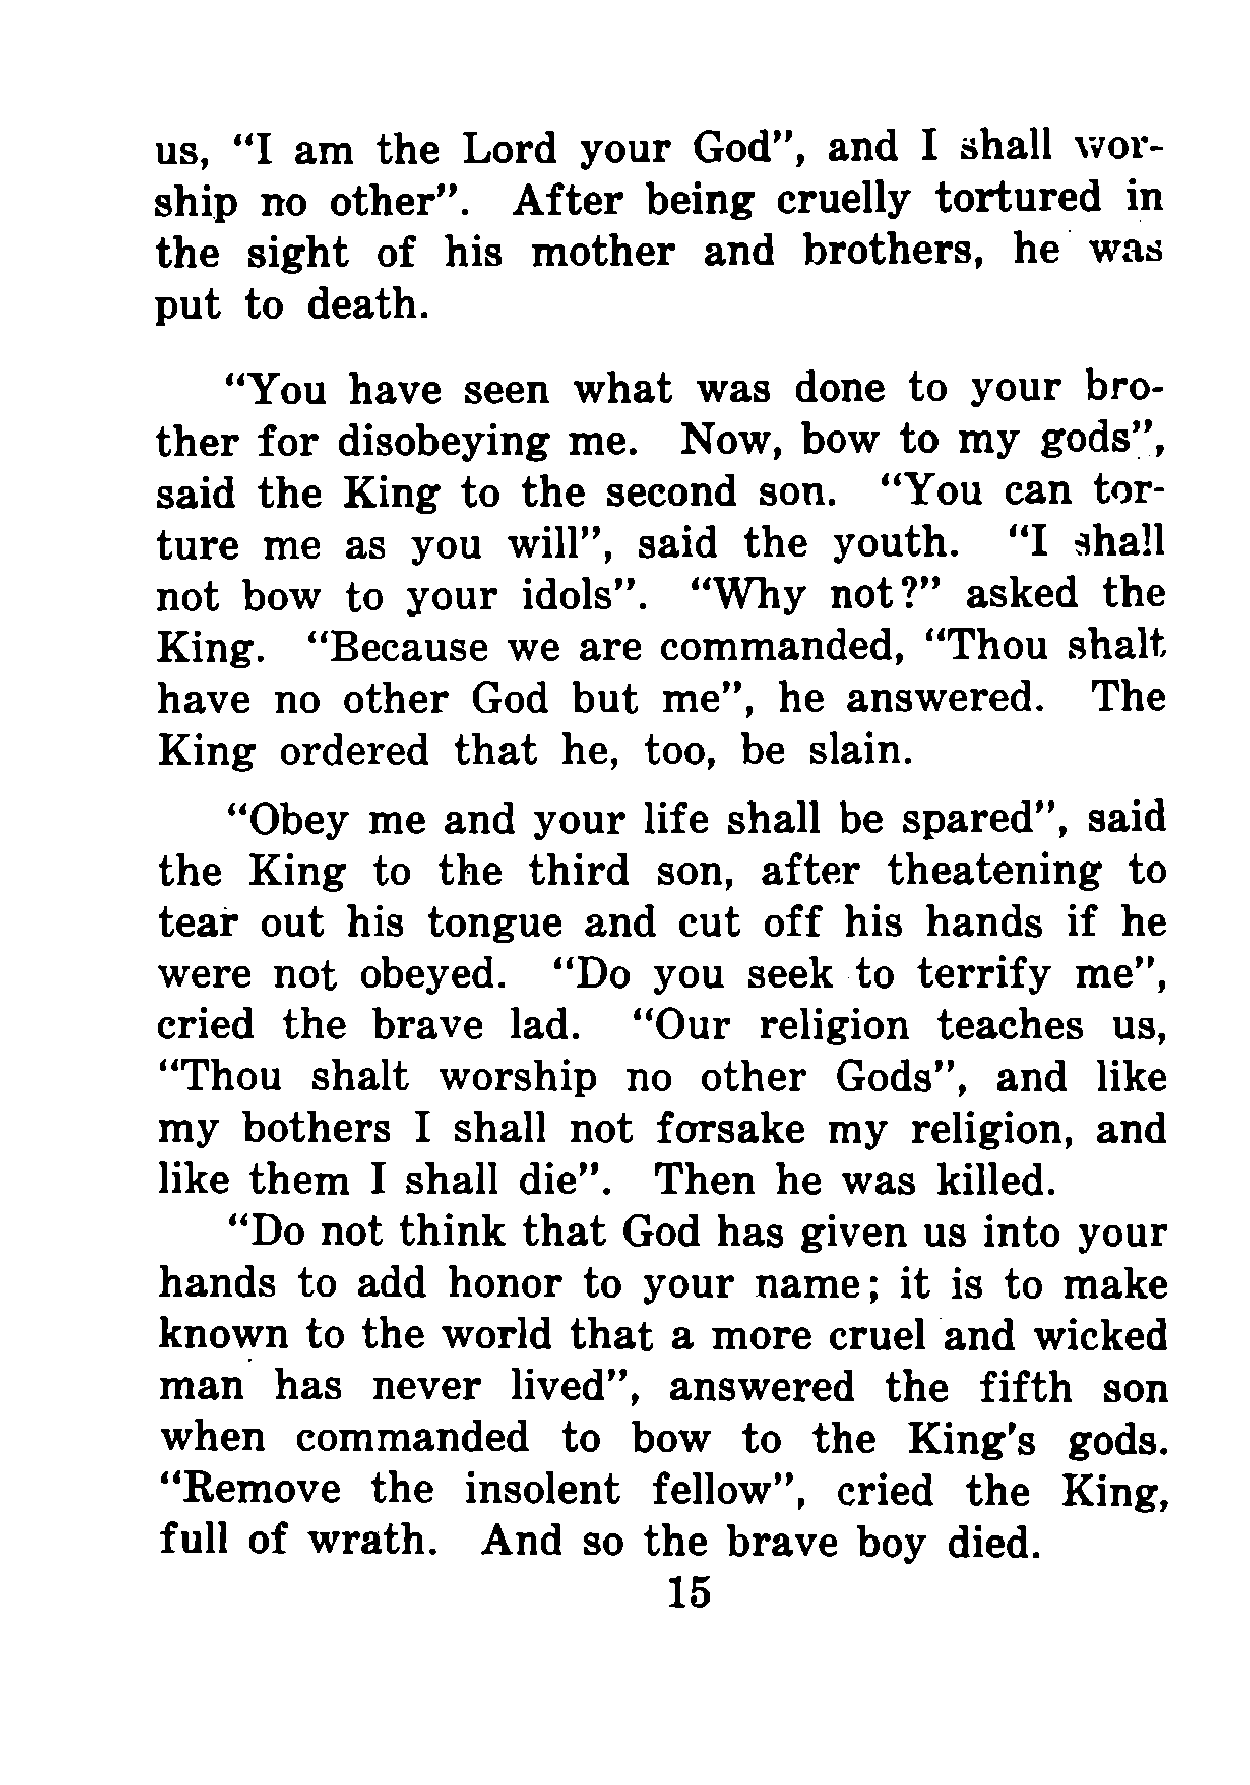 us, “I am the Lord your God”, and I shall wor-
ship no other”. After being cruelly tortured in
the sight of his mother and brothers, he was
put to death.
“You have seen what was done to your bro-
ther for disobeying me. Now, bow to my gods”,
said the King to the second son. “You can tor-
ture me as you will”, said the youth. “I shall
not bow to your idols”. “Why not?” asked the
King. “Because we are commanded, “Thou shalt
have no other God but me”, he answered. The
King ordered that he, too, be slain.
“Obey me and your life shall be spared”, said
the King to the third son, after theatening to
tear out his tongue and cut off his hands if he
were not obeyed. “Do you seek to terrify me”,
cried the brave lad. “Our religion teaches us,
“Thou shalt worship no other Gods”, and like
my bothers I shall not forsake my religion, and
like them I shall die”. Then he was killed.
“Do not think that God has given us into your
hands to add honor to your name; it is to make
known to the world that a more cruel and wicked
man has never lived”, answered the fifth son
when commanded to bow to the King's gods.
“Remove the insolent fellow”, cried the King,
full of wrath. And so the brave boy died.
15